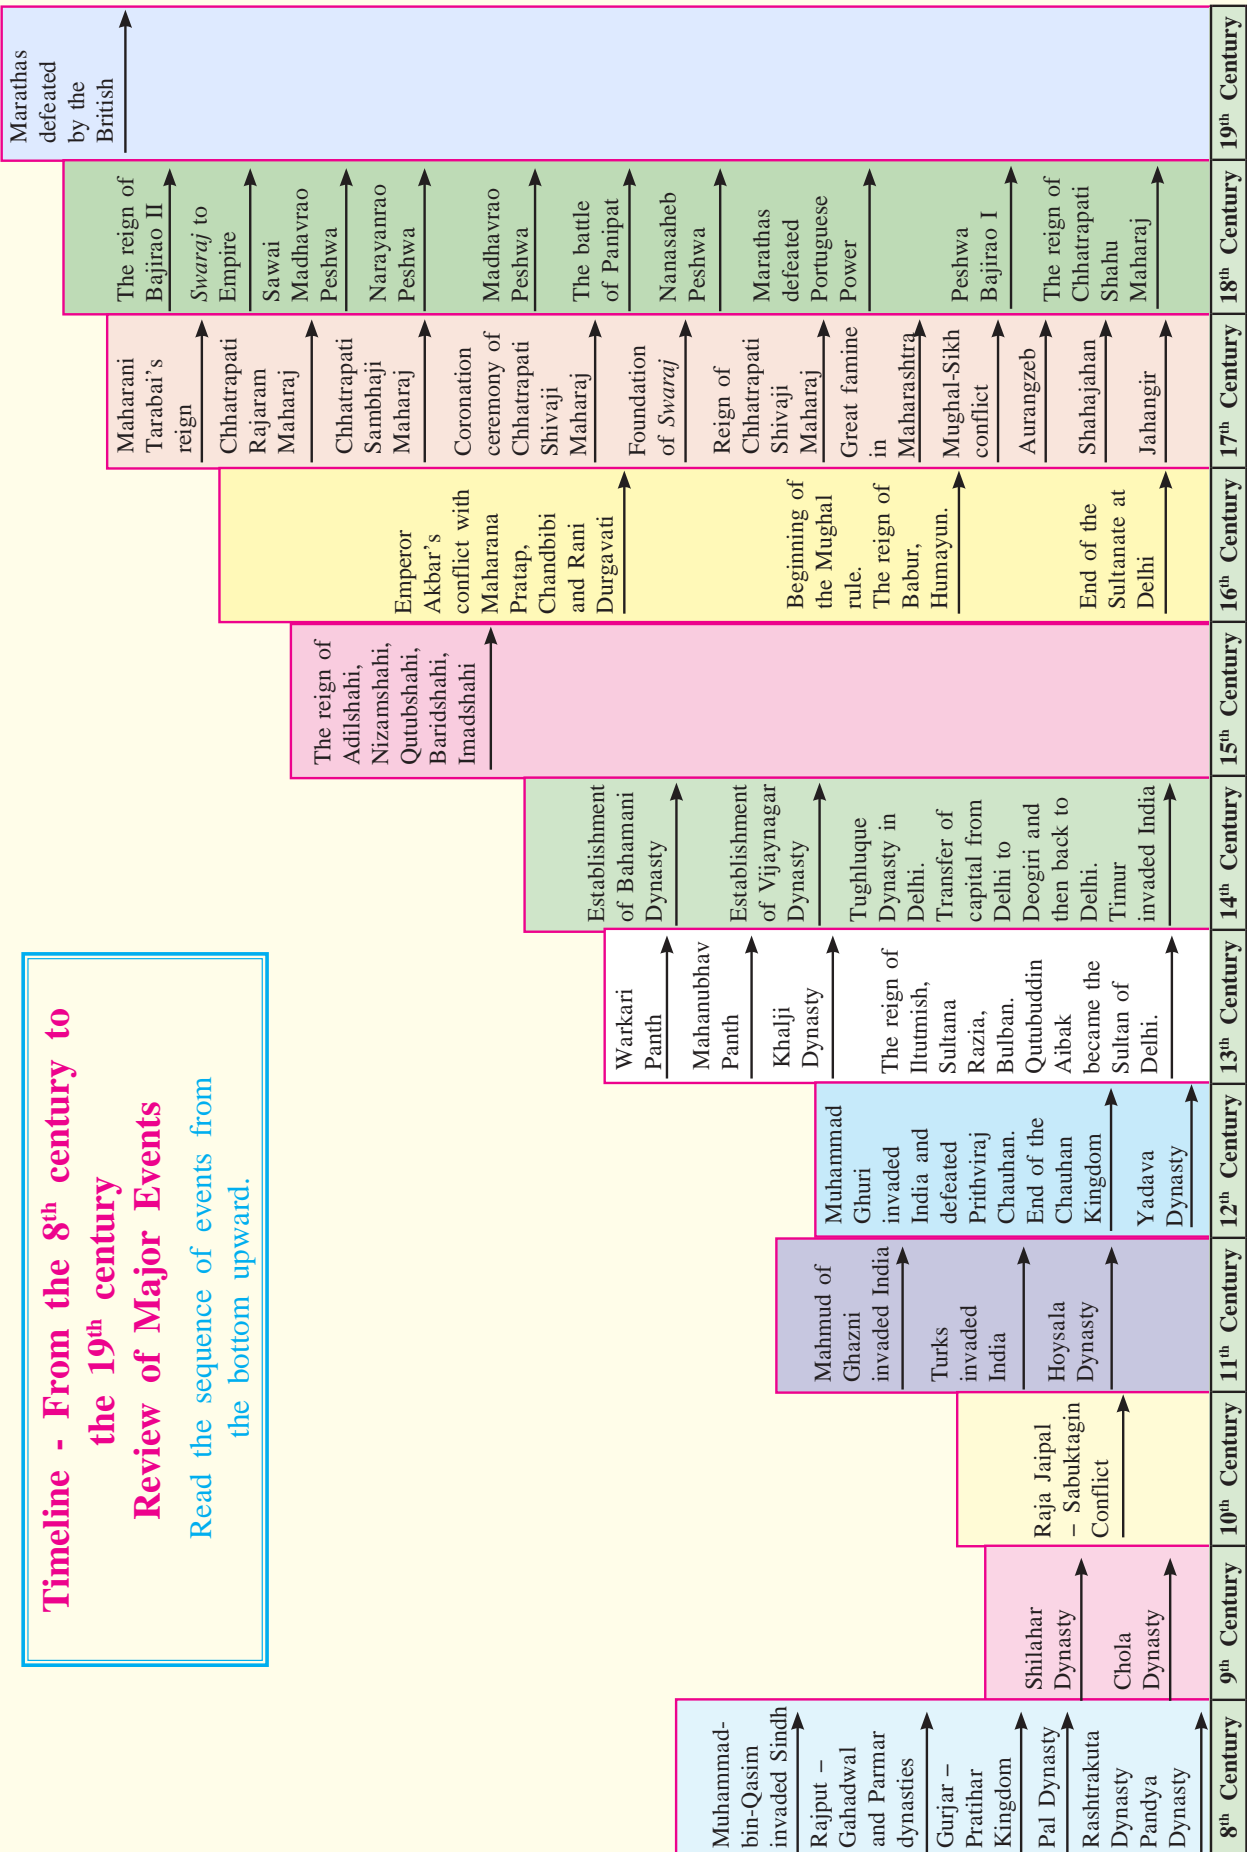 Timeline - From the 8th century to
the 19th century
Review of Major Events
Read the sequence of events from
the bottom upward.
Muhammad-
bin-Qasim
invaded Sindh
Rajput –
Gahadwal
and Parmar
dynasties
Gurjar –
Pratihar
Kingdom
Pal Dynasty
Rashtrakuta
Dynasty
Pandya
Dynasty
8th Century
Shilahar
Dynasty
Chola
Dynasty
9th Century
Raja Jaipal
– Sabuktagin
Conflict
10th Century
Mahmud of
Ghazni
invaded India
Turks
invaded
India
Hoysala
Dynasty
11th Century
Muhammad
Ghuri
invaded
India and
defeated
Prithviraj
Chauhan.
End of the
Chauhan
Kingdom
Yadava
Dynasty
12th Century
Warkari
Panth
Mahanubhav
Panth
Khalji
Dynasty
The reign of
Iltutmish,
Sultana
Razia,
Bulban.
Qutubuddin
Aibak
became the
Sultan of
Delhi.
13th Century
Establishment
of Bahamani
Dynasty
Establishment
of Vijaynagar
Dynasty
Tughluque
Dynasty in
Delhi.
Transfer of
capital from
Delhi to
Deogiri and
then back to
Delhi.
Timur
invaded India
14th Century
The reign of
Adilshahi,
Nizamshahi,
Qutubshahi,
Baridshahi,
Imadshahi
15th Century
Emperor
Akbar's
conflict with
Maharana
Pratap,
Chandbibi
and Rani
Durgavati
Beginning of
the Mughal
rule.
The reign of
Babur,
Humayun.
End of the
Sultanate at
Delhi
16th Century
Maharani
Tarabai's
reign
Chhatrapati
Rajaram
Maharaj
Chhatrapati
Sambhaji
Maharaj
Coronation
ceremony of
Chhatrapati
Shivaji
Maharaj
Foundation
of Swaraj
Reign of
Chhatrapati
Shivaji
Maharaj
Great famine
in
Maharashtra
Mughal-Sikh
conflict
Aurangzeb
Shahajahan
Jahangir
17th Century
The reign of
Bajirao II
Swaraj to
Empire
Sawai
Madhavrao
Peshwa
Narayanrao
Peshwa
Madhavrao
Peshwa
The battle
of Panipat
Nanasaheb
Peshwa
Marathas
defeated
Portuguese
Power
Peshwa
Bajirao I
The reign of
Chhatrapati
Shahu
Maharaj
18th Century
Marathas
defeated
by the
British
19th Century